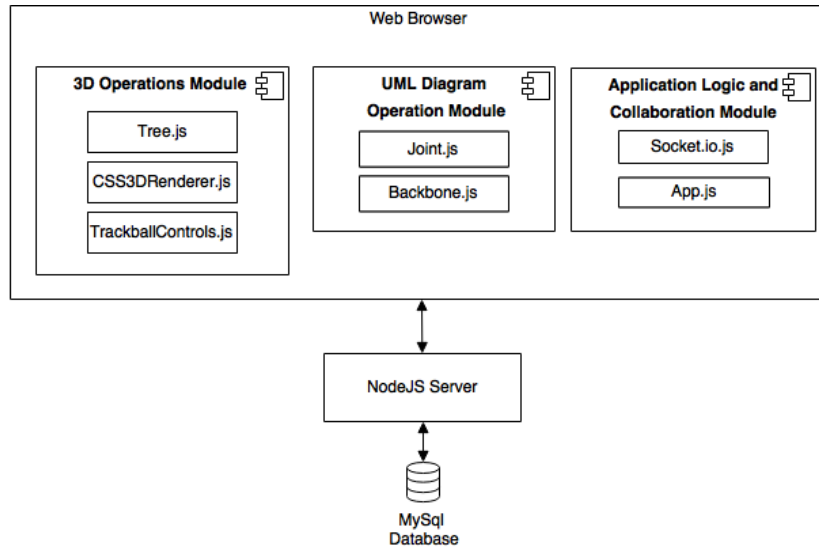 Web Browser
3D Operations Module
Tree.js
CSS3DRenderer.js
TrackballControls.js
UML Diagram
Operation Module
Joint.js
Backbone.js
Application Logic and
Collaboration Module
Socket.io.js
App.js
NodeJS Server
MySql
Database